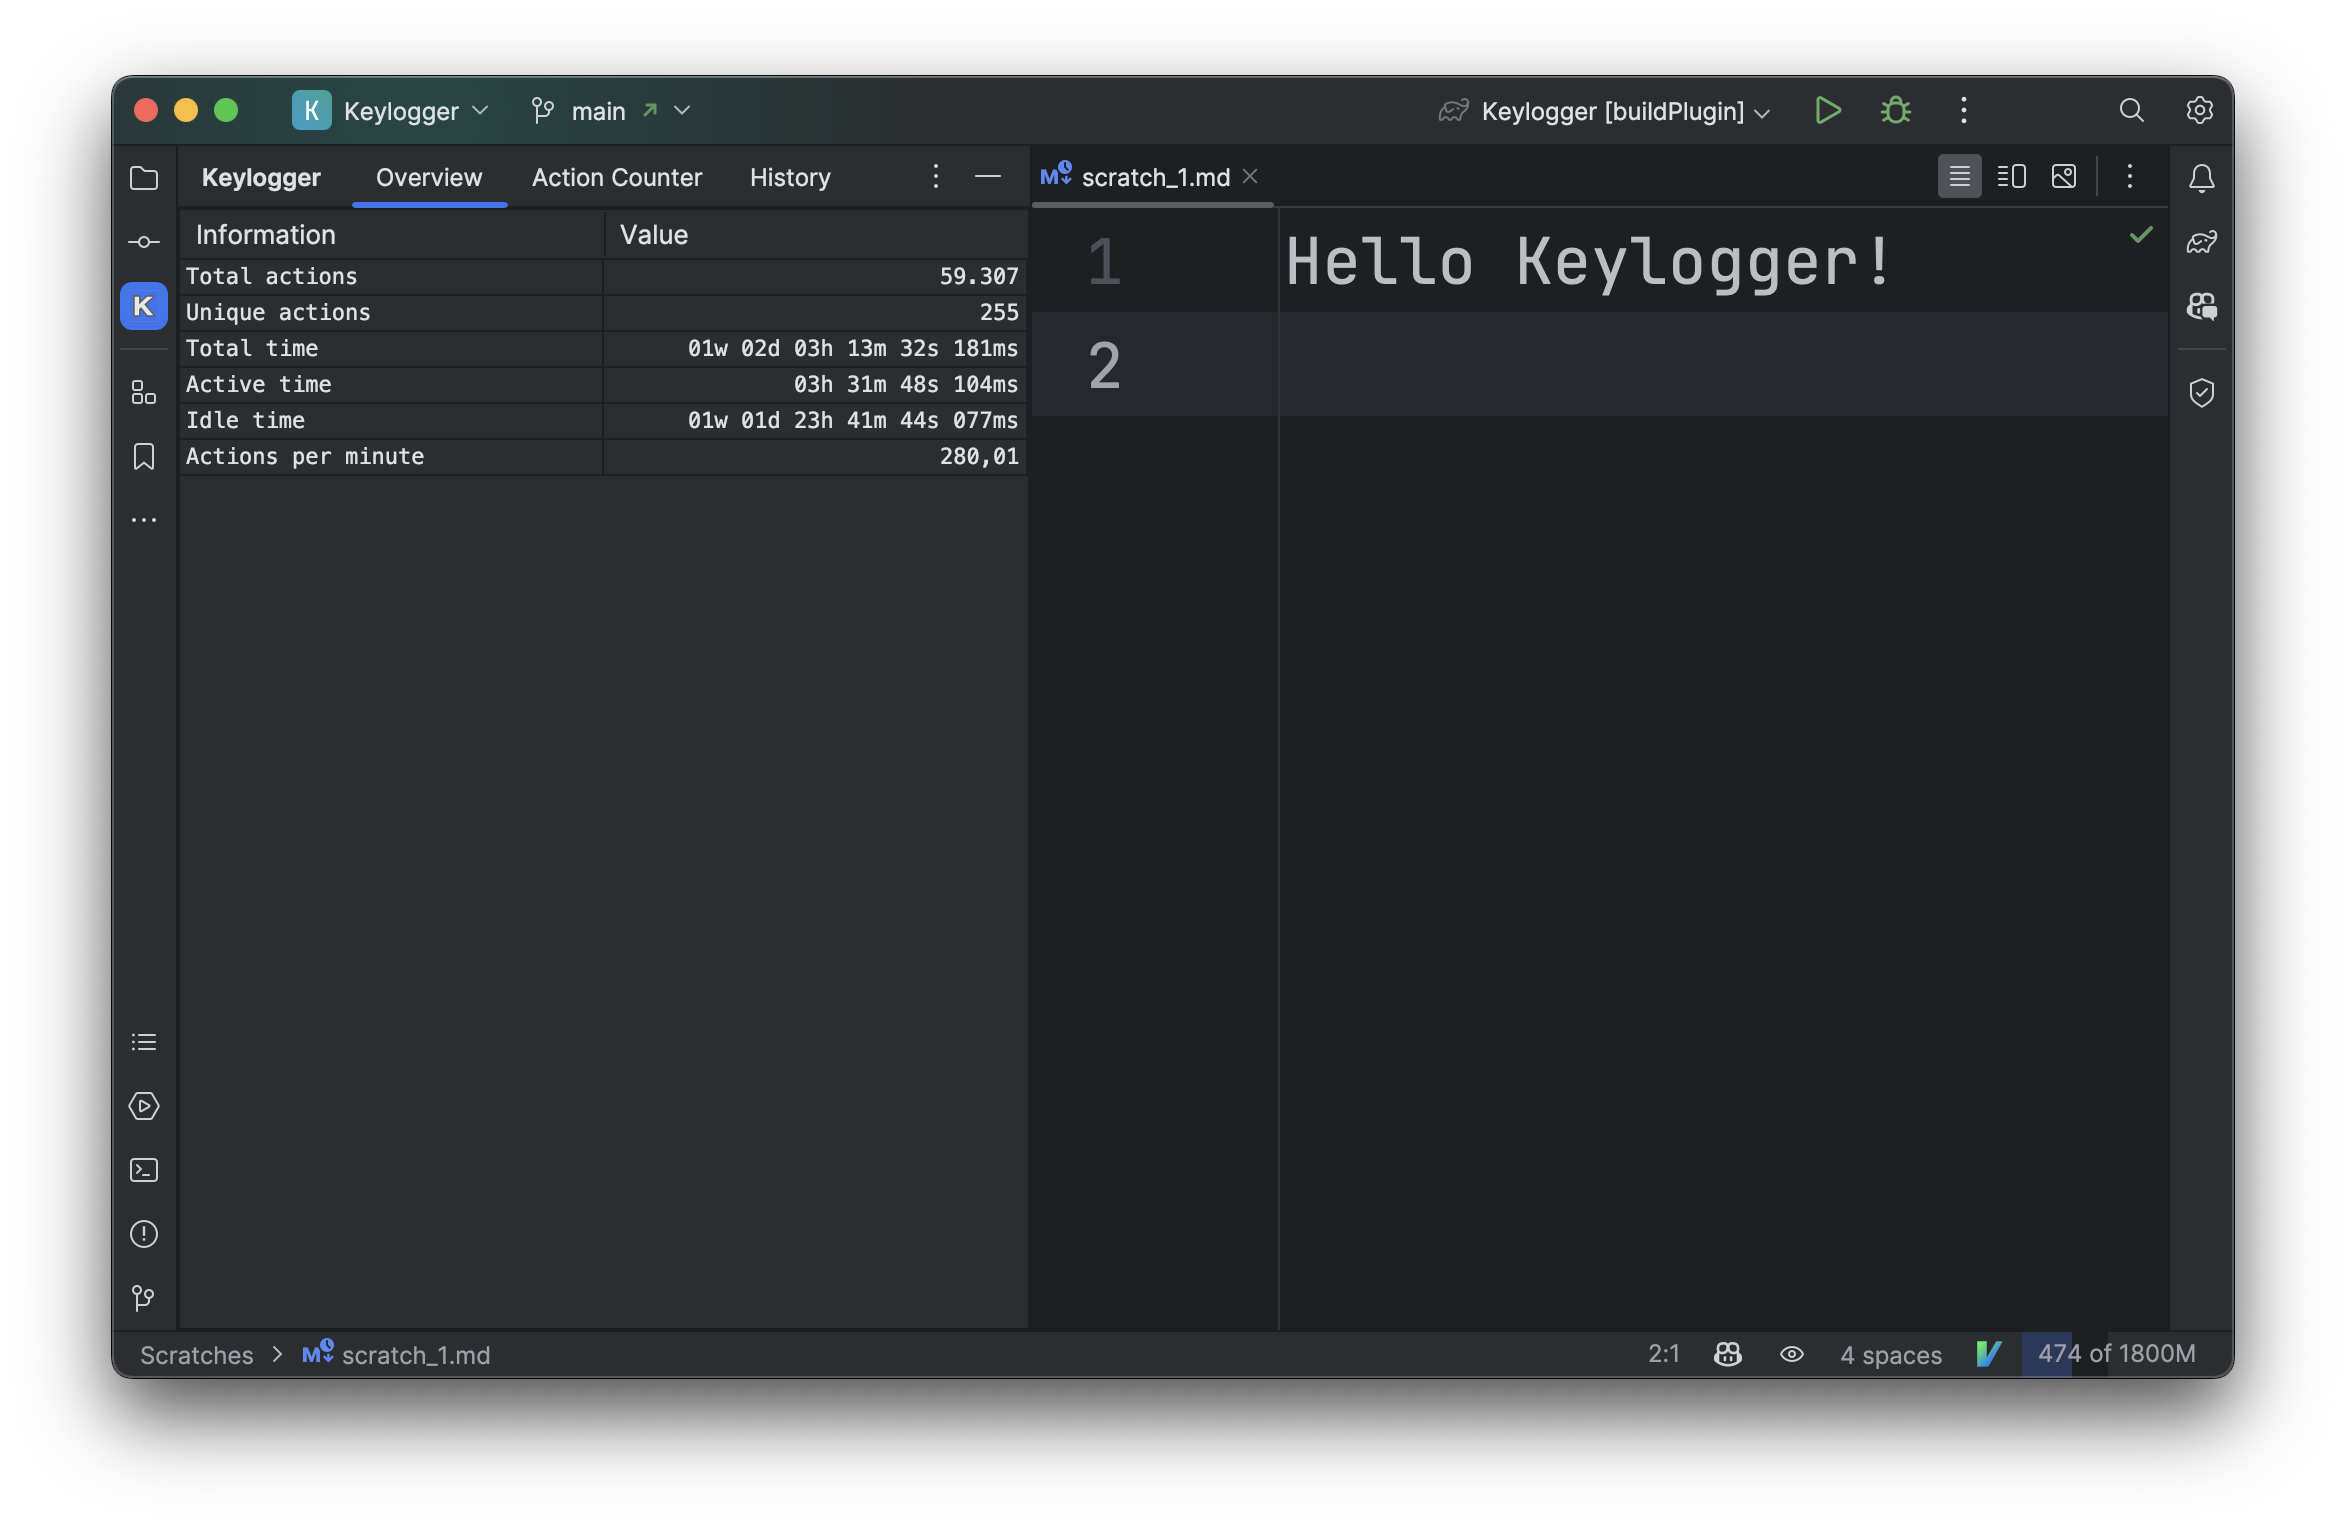 K Keylogger main Keylogger [buildPlugin]
Keylogger Overview Action Counter History
scratch_1.md
K
Information Value
Total actions 59.307
Unique actions 255
Total time 01w 02d 03h 13m 32s 181ms
Active time 03h 31m 48s 104ms
Idle time 01w 01d 23h 41m 44s 077ms
Actions per minute 280,01
1 Hello Keylogger!
2
Scratches > M scratch_1.md 2:1 4 spaces 474 of 1800M